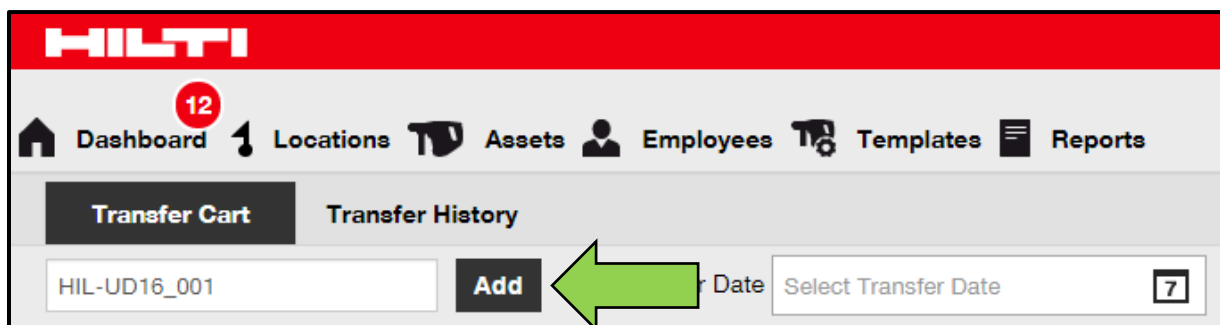 HILTI
12
Dashboard Locations Assets Employees Templates Reports
Transfer Cart Transfer History
HIL-UD16_001 Add r Date Select Transfer Date 7